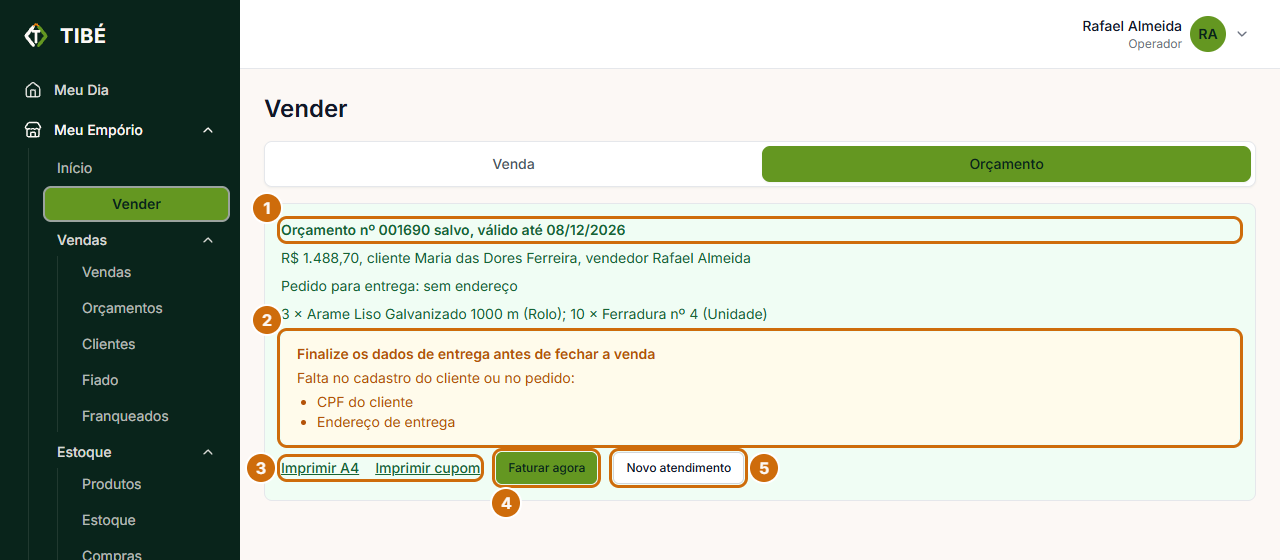 TIBÉ
Rafael Almeida
Operador
RA
Meu Dia
Meu Empório
Início
Vender
Vendas
Vendas
Orçamentos
Clientes
Fiado
Franqueados
Estoque
Produtos
Estoque
Compras
Vender
Venda
Orçamento
1
Orçamento nº 001690 salvo, válido até 08/12/2026
R$ 1.488,70, cliente Maria das Dores Ferreira, vendedor Rafael Almeida
Pedido para entrega: sem endereço
3 × Arame Liso Galvanizado 1000 m (Rolo); 10 × Ferradura nº 4 (Unidade)
2
Finalize os dados de entrega antes de fechar a venda
Falta no cadastro do cliente ou no pedido:
• CPF do cliente
• Endereço de entrega
3
Imprimir A4
Imprimir cupom
Faturar agora
Novo atendimento
5
4